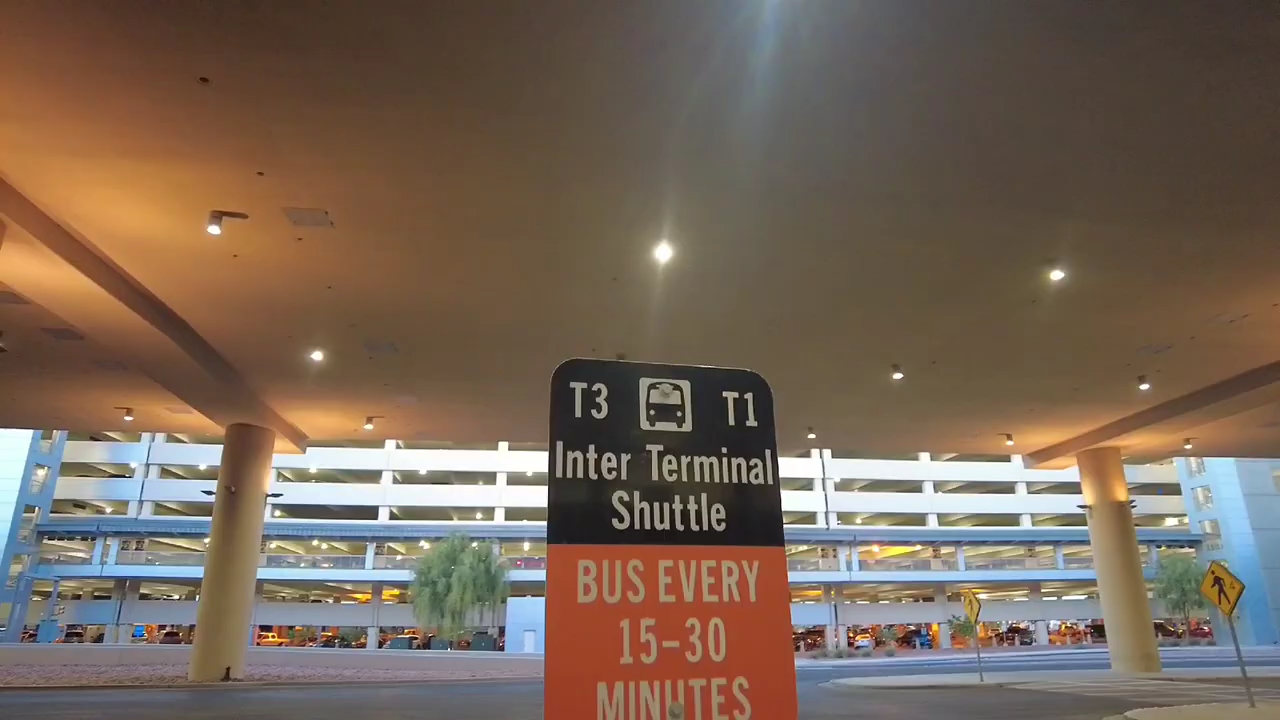 T3 T1
Inter Terminal
Shuttle
BUS EVERY
15-30
MINUTES